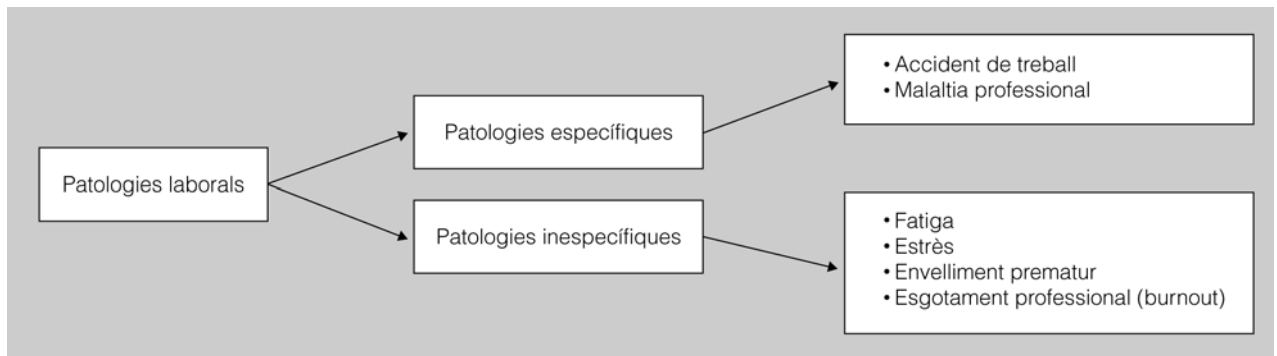 Patologies laborals
Patologies específiques
• Accident de treball
• Malaltia professional
Patologies inespecífiques
• Fatiga
• Estrès
• Envelliment prematur
• Esgotament professional (burnout)